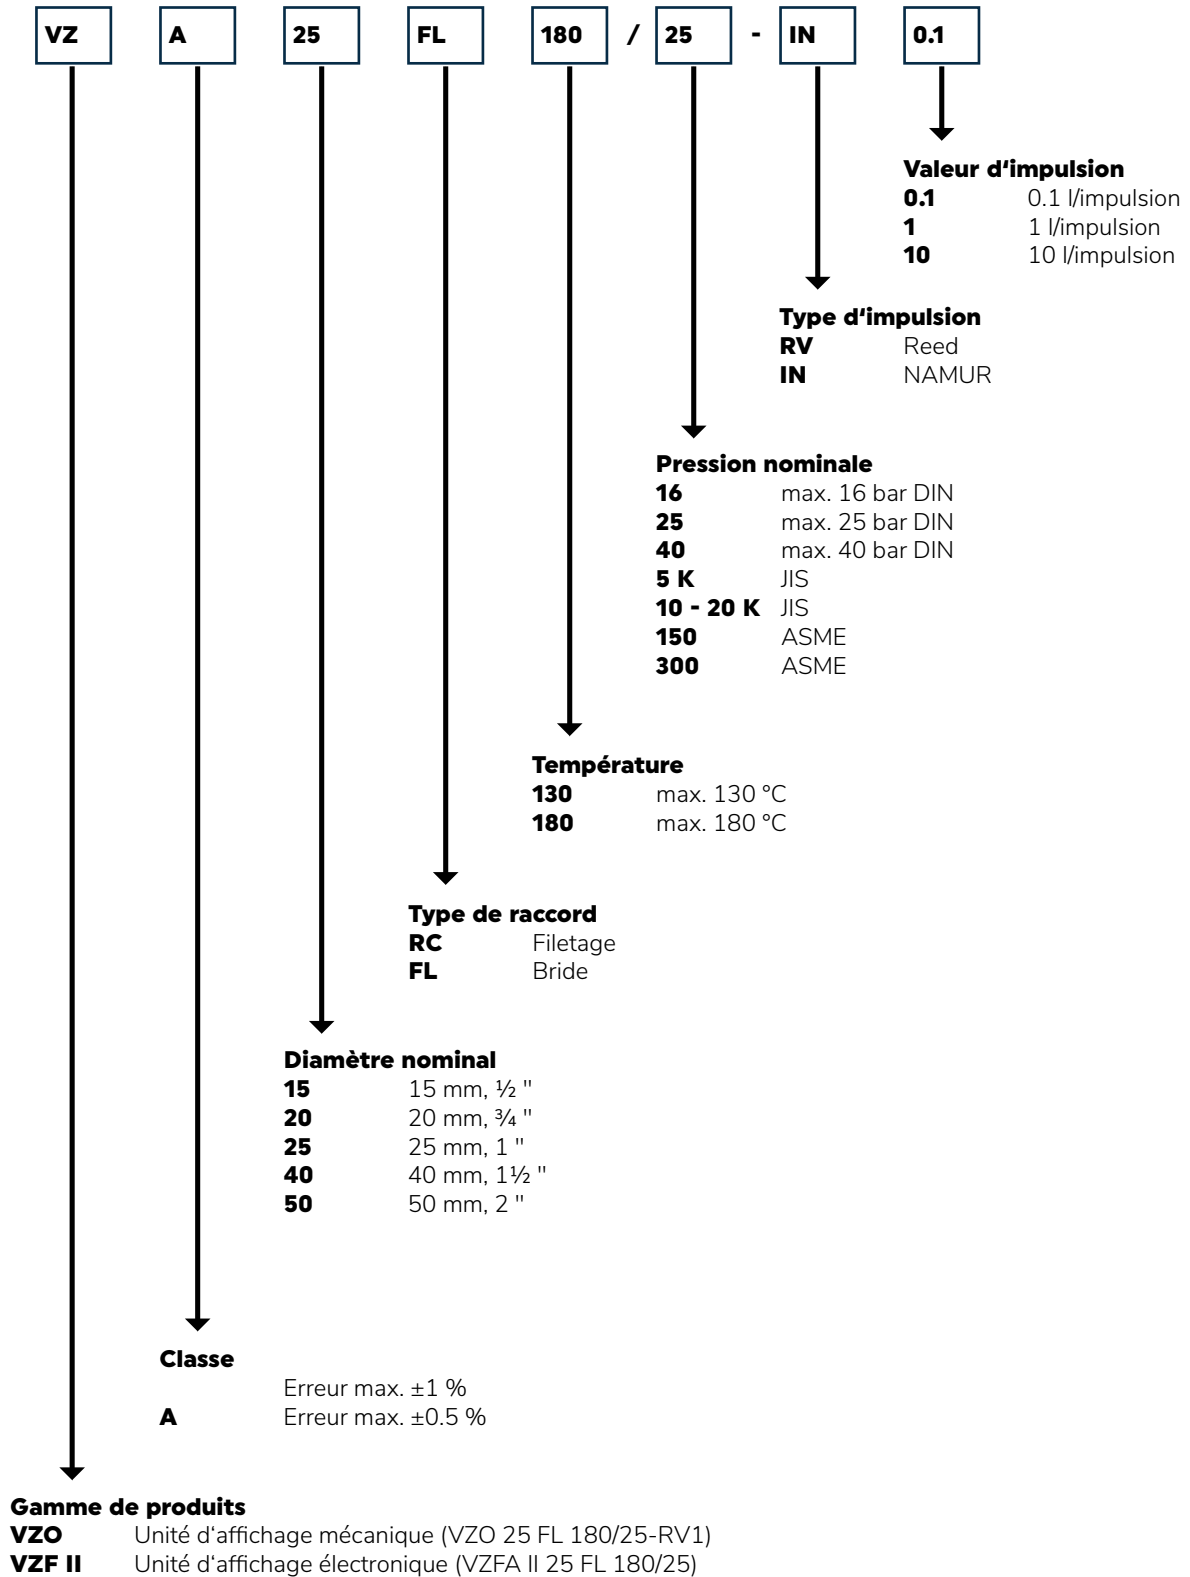 VZ A 25 FL 180 / 25 - IN 0.1
Valeur d‘impulsion
0.1 0.1 l/impulsion
1 1 l/impulsion
10 10 l/impulsion
Type d‘impulsion
RV Reed
IN NAMUR
Pression nominale
16 max. 16 bar DIN
25 max. 25 bar DIN
40 max. 40 bar DIN
5 K JIS
10 - 20 K JIS
150 ASME
300 ASME
Température
130 max. 130 °C
180 max. 180 °C
Type de raccord
RC Filetage
FL Bride
Diamètre nominal
15 15 mm, ½ "
20 20 mm, ¾ "
25 25 mm, 1 "
40 40 mm, 1½ "
50 50 mm, 2 "
Classe
Erreur max. ±1 %
A Erreur max. ±0.5 %
Gamme de produits
VZO Unité d‘affichage mécanique (VZO 25 FL 180/25-RV1)
VZF II Unité d‘affichage électronique (VZFA II 25 FL 180/25)